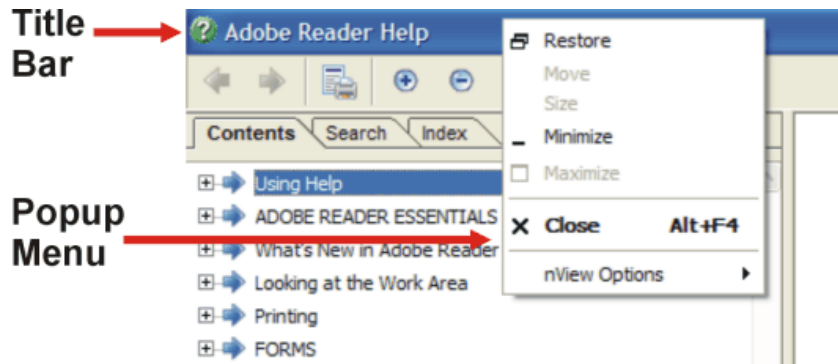 Title
Bar
Adobe Reader Help
Restore
Move
Size
Minimize
Maximize
Close Alt+F4
nView Options
Contents Search Index
Popup
Menu
Using Help
ADOBE READER ESSENTIALS
What's New in Adobe Reader
Looking at the Work Area
Printing
FORMS